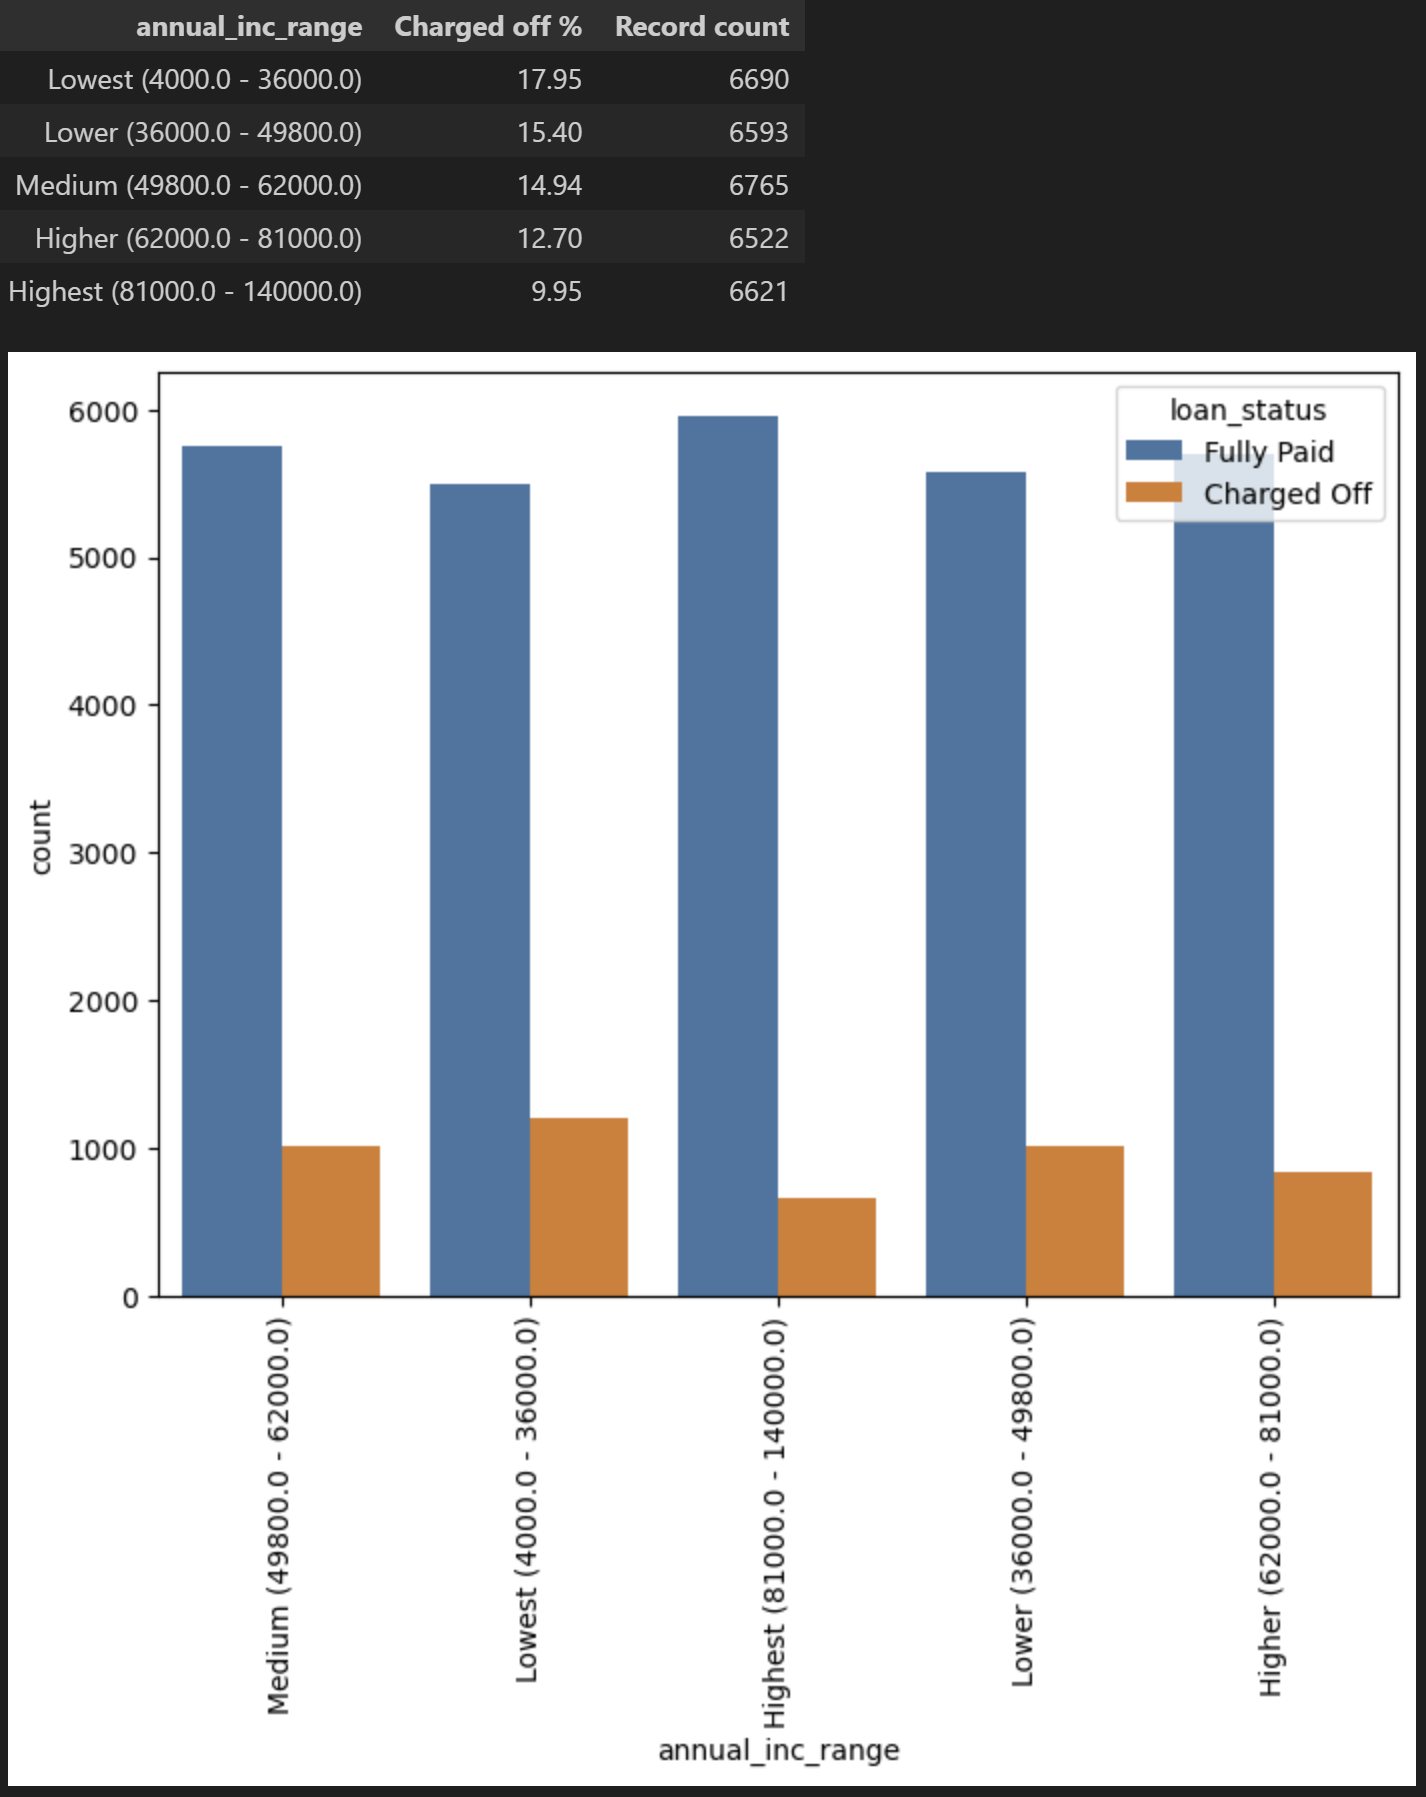 annual_inc_range Charged off % Record count
Lowest (4000.0 - 36000.0) 17.95 6690
Lower (36000.0 - 49800.0) 15.40 6593
Medium (49800.0 - 62000.0) 14.94 6765
Higher (62000.0 - 81000.0) 12.70 6522
Highest (81000.0 - 140000.0) 9.95 6621
loan_status
Fully Paid
Charged Off
6000
5000
4000
3000
2000
1000
0
count
Medium (49800.0 - 62000.0)
Lowest (4000.0 - 36000.0)
Highest (81000.0 - 140000.0)
Lower (36000.0 - 49800.0)
Higher (62000.0 - 81000.0)
annual_inc_range